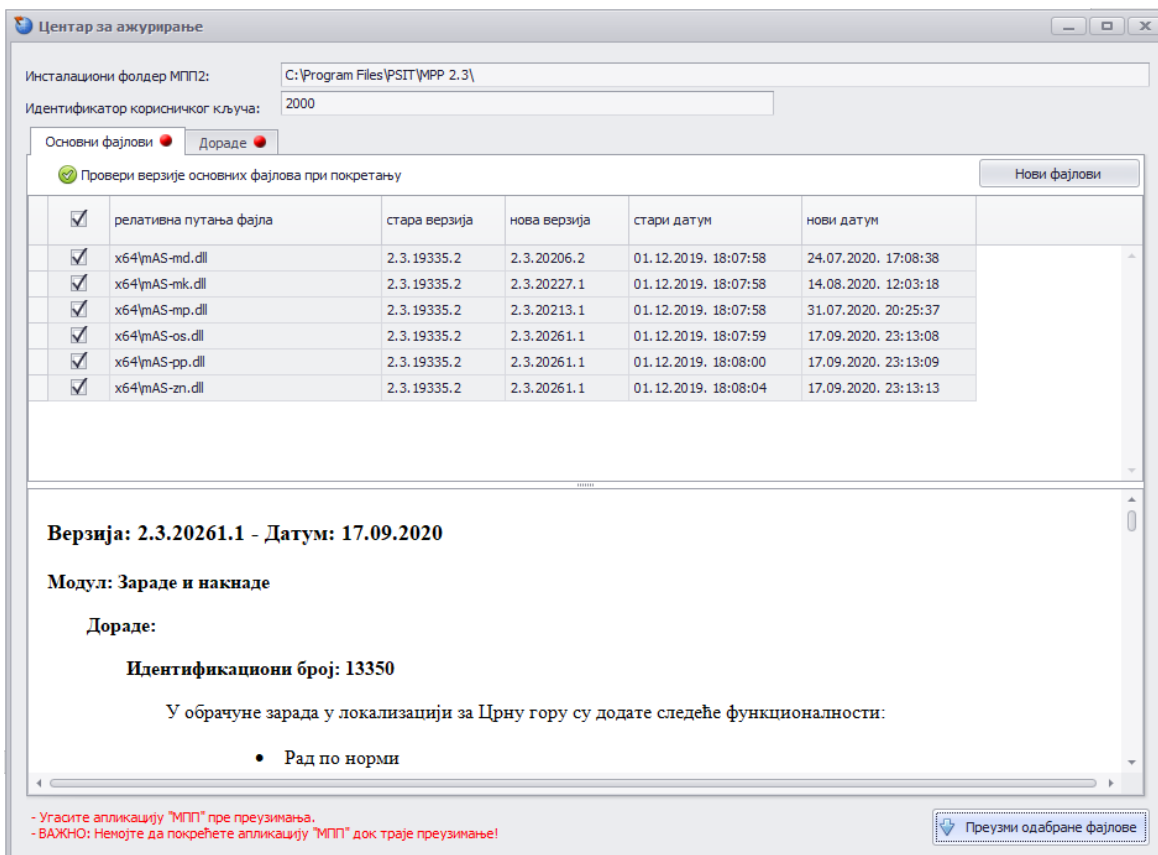 Центар за ажурирање
Инсталациони фолдер МПП2: C:\Program Files\PSIT\MPP 2.3\
Идентификатор корисничког кључа: 2000
Основни фајлови Дораде
Провери верзије основних фајлова при покретању Нови фајлови
релативна путања фајла стара верзија нова верзија стари датум нови датум
x64\mAS-md.dll 2.3.19335.2 2.3.20206.2 01.12.2019. 18:07:58 24.07.2020. 17:08:38
x64\mAS-mk.dll 2.3.19335.2 2.3.20227.1 01.12.2019. 18:07:58 14.08.2020. 12:03:18
x64\mAS-mp.dll 2.3.19335.2 2.3.20213.1 01.12.2019. 18:07:58 31.07.2020. 20:25:37
x64\mAS-os.dll 2.3.19335.2 2.3.20261.1 01.12.2019. 18:07:59 17.09.2020. 23:13:08
x64\mAS-pp.dll 2.3.19335.2 2.3.20261.1 01.12.2019. 18:08:00 17.09.2020. 23:13:09
x64\mAS-zn.dll 2.3.19335.2 2.3.20261.1 01.12.2019. 18:08:04 17.09.2020. 23:13:13
Верзија: 2.3.20261.1 - Датум: 17.09.2020
Модул: Зараде и накнаде
Дораде:
Идентификациони број: 13350
У обрачуне зарада у локализацији за Црну гору су додате следеће функционалности:
• Рад по норми
- Угасите апликацију "МПП" пре преузимања.
- ВАЖНО: Немојте да покрећете апликацију "МПП" док траје преузимање!
Преузми одабране фајлове